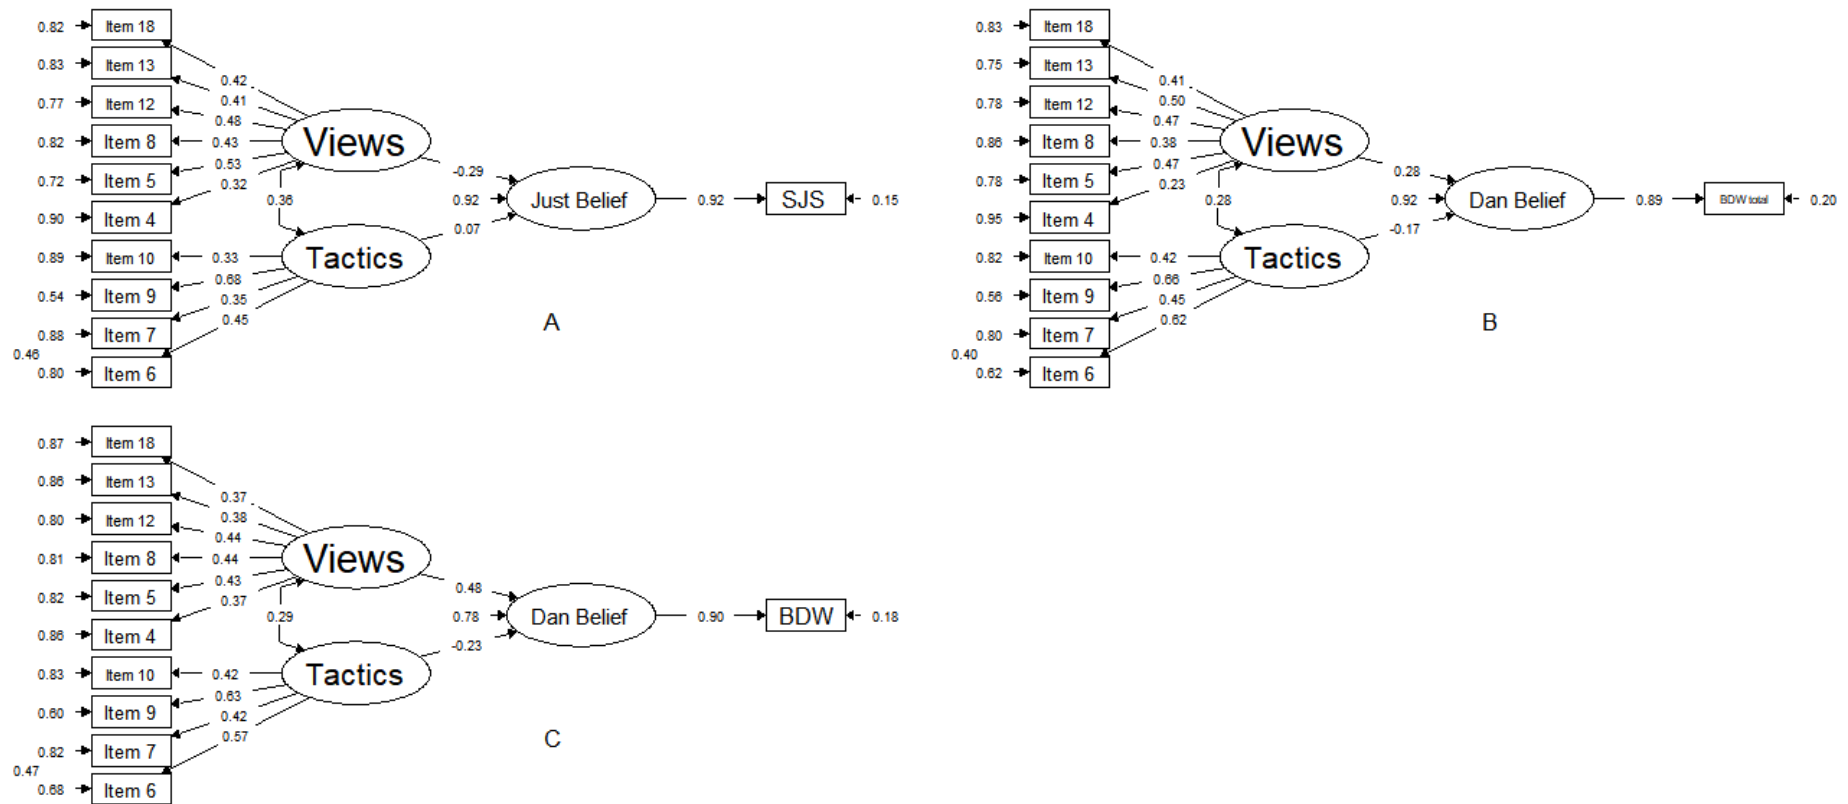 0.82 Item 18
0.83 Item 13
0.77 Item 12
0.82 Item 8
0.72 Item 5
0.90 Item 4
0.89 Item 10
0.54 Item 9
0.88 Item 7
0.46
0.80 Item 6
0.42
0.41
0.48
0.43
0.53
0.32
0.36
0.33
0.68
0.35
0.45
Views
Tactics
-0.29
0.92
0.07
Just Belief
0.92
SJS
0.15
A
0.83 Item 18
0.75 Item 13
0.78 Item 12
0.86 Item 8
0.78 Item 5
0.95 Item 4
0.82 Item 10
0.56 Item 9
0.80 Item 7
0.40
0.62 Item 6
0.41
0.50
0.47
0.38
0.47
0.23
0.28
0.42
0.66
0.45
0.62
Views
Tactics
0.28
0.92
-0.17
Dan Belief
0.89
BDW total
0.20
B
0.87 Item 18
0.86 Item 13
0.80 Item 12
0.81 Item 8
0.82 Item 5
0.86 Item 4
0.83 Item 10
0.60 Item 9
0.82 Item 7
0.47
0.68 Item 6
0.37
0.38
0.44
0.44
0.43
0.37
0.29
0.42
0.63
0.42
0.57
Views
Tactics
0.48
0.78
-0.23
Dan Belief
0.90
BDW
0.18
C